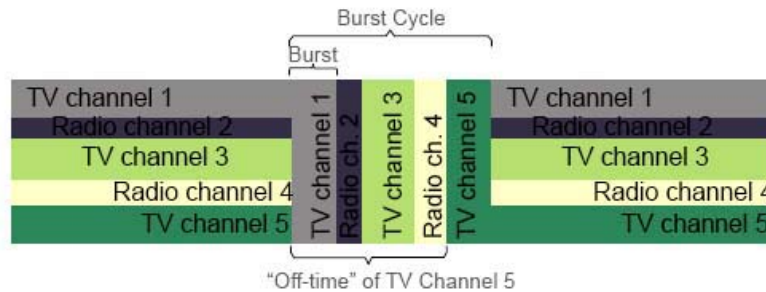 Burst Cycle
Burst
TV channel 1
Radio channel 2
TV channel 3
Radio channel 4
TV channel 5
TV channel 1
Radio ch. 2
TV channel 3
Radio ch. 4
TV channel 5
TV channel 1
Radio channel 2
TV channel 3
Radio channel 4
TV channel 5
“Off-time” of TV Channel 5